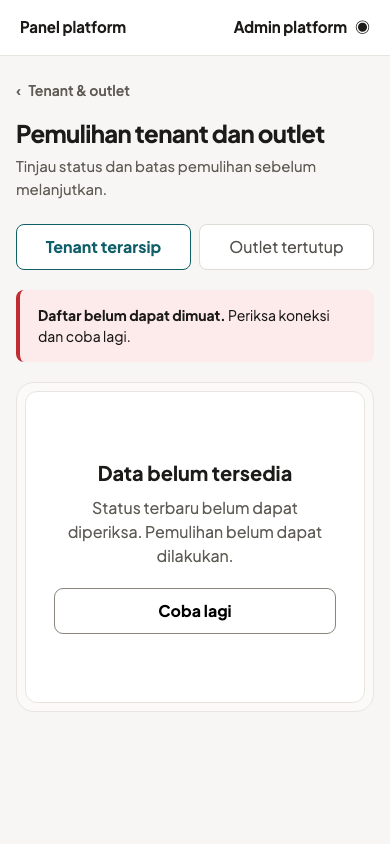 Panel platform
Admin platform
‹ Tenant & outlet
Pemulihan tenant dan outlet
Tinjau status dan batas pemulihan sebelum
melanjutkan.
Tenant terarsip
Outlet tertutup
Daftar belum dapat dimuat. Periksa koneksi
dan coba lagi.
Data belum tersedia
Status terbaru belum dapat
diperiksa. Pemulihan belum dapat
dilakukan.
Coba lagi